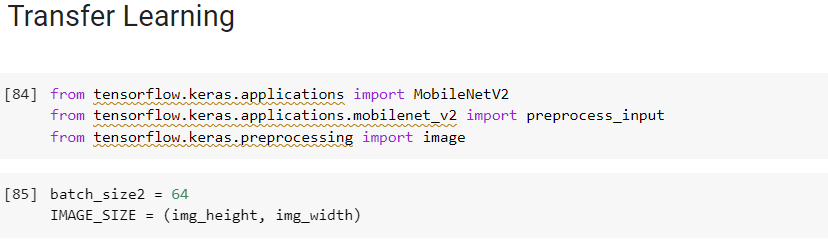 Transfer Learning
[84] from tensorflow.keras.applications import MobileNetV2
from tensorflow.keras.applications.mobilenet_v2 import preprocess_input
from tensorflow.keras.preprocessing import image
[85] batch_size2 = 64
IMAGE_SIZE = (img_height, img_width)